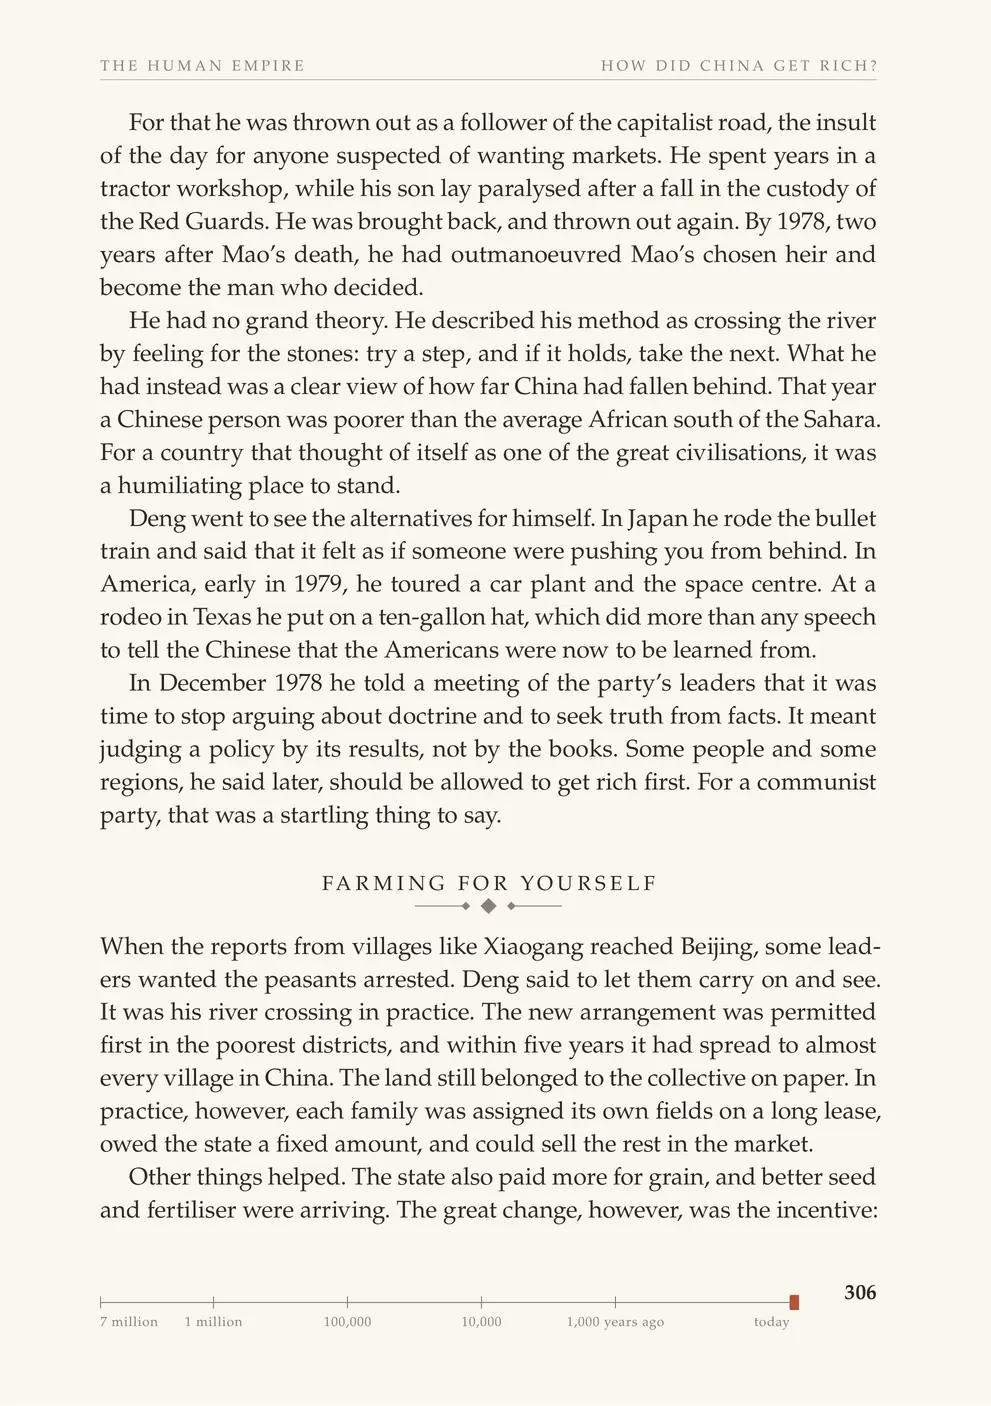 THE HUMAN EMPIRE
HOW DID CHINA GET RICH?
For that he was thrown out as a follower of the capitalist road, the insult
of the day for anyone suspected of wanting markets. He spent years in a
tractor workshop, while his son lay paralysed after a fall in the custody of
the Red Guards. He was brought back, and thrown out again. By 1978, two
years after Mao’s death, he had outmanoeuvred Mao’s chosen heir and
become the man who decided.
He had no grand theory. He described his method as crossing the river
by feeling for the stones: try a step, and if it holds, take the next. What he
had instead was a clear view of how far China had fallen behind. That year
a Chinese person was poorer than the average African south of the Sahara.
For a country that thought of itself as one of the great civilisations, it was
a humiliating place to stand.
Deng went to see the alternatives for himself. In Japan he rode the bullet
train and said that it felt as if someone were pushing you from behind. In
America, early in 1979, he toured a car plant and the space centre. At a
rodeo in Texas he put on a ten-gallon hat, which did more than any speech
to tell the Chinese that the Americans were now to be learned from.
In December 1978 he told a meeting of the party’s leaders that it was
time to stop arguing about doctrine and to seek truth from facts. It meant
judging a policy by its results, not by the books. Some people and some
regions, he said later, should be allowed to get rich first. For a communist
party, that was a startling thing to say.
FARMING FOR YOURSELF
When the reports from villages like Xiaogang reached Beijing, some lead-
ers wanted the peasants arrested. Deng said to let them carry on and see.
It was his river crossing in practice. The new arrangement was permitted
first in the poorest districts, and within five years it had spread to almost
every village in China. The land still belonged to the collective on paper. In
practice, however, each family was assigned its own fields on a long lease,
owed the state a fixed amount, and could sell the rest in the market.
Other things helped. The state also paid more for grain, and better seed
and fertiliser were arriving. The great change, however, was the incentive:
306
7 million 1 million 100,000 10,000 1,000 years ago today